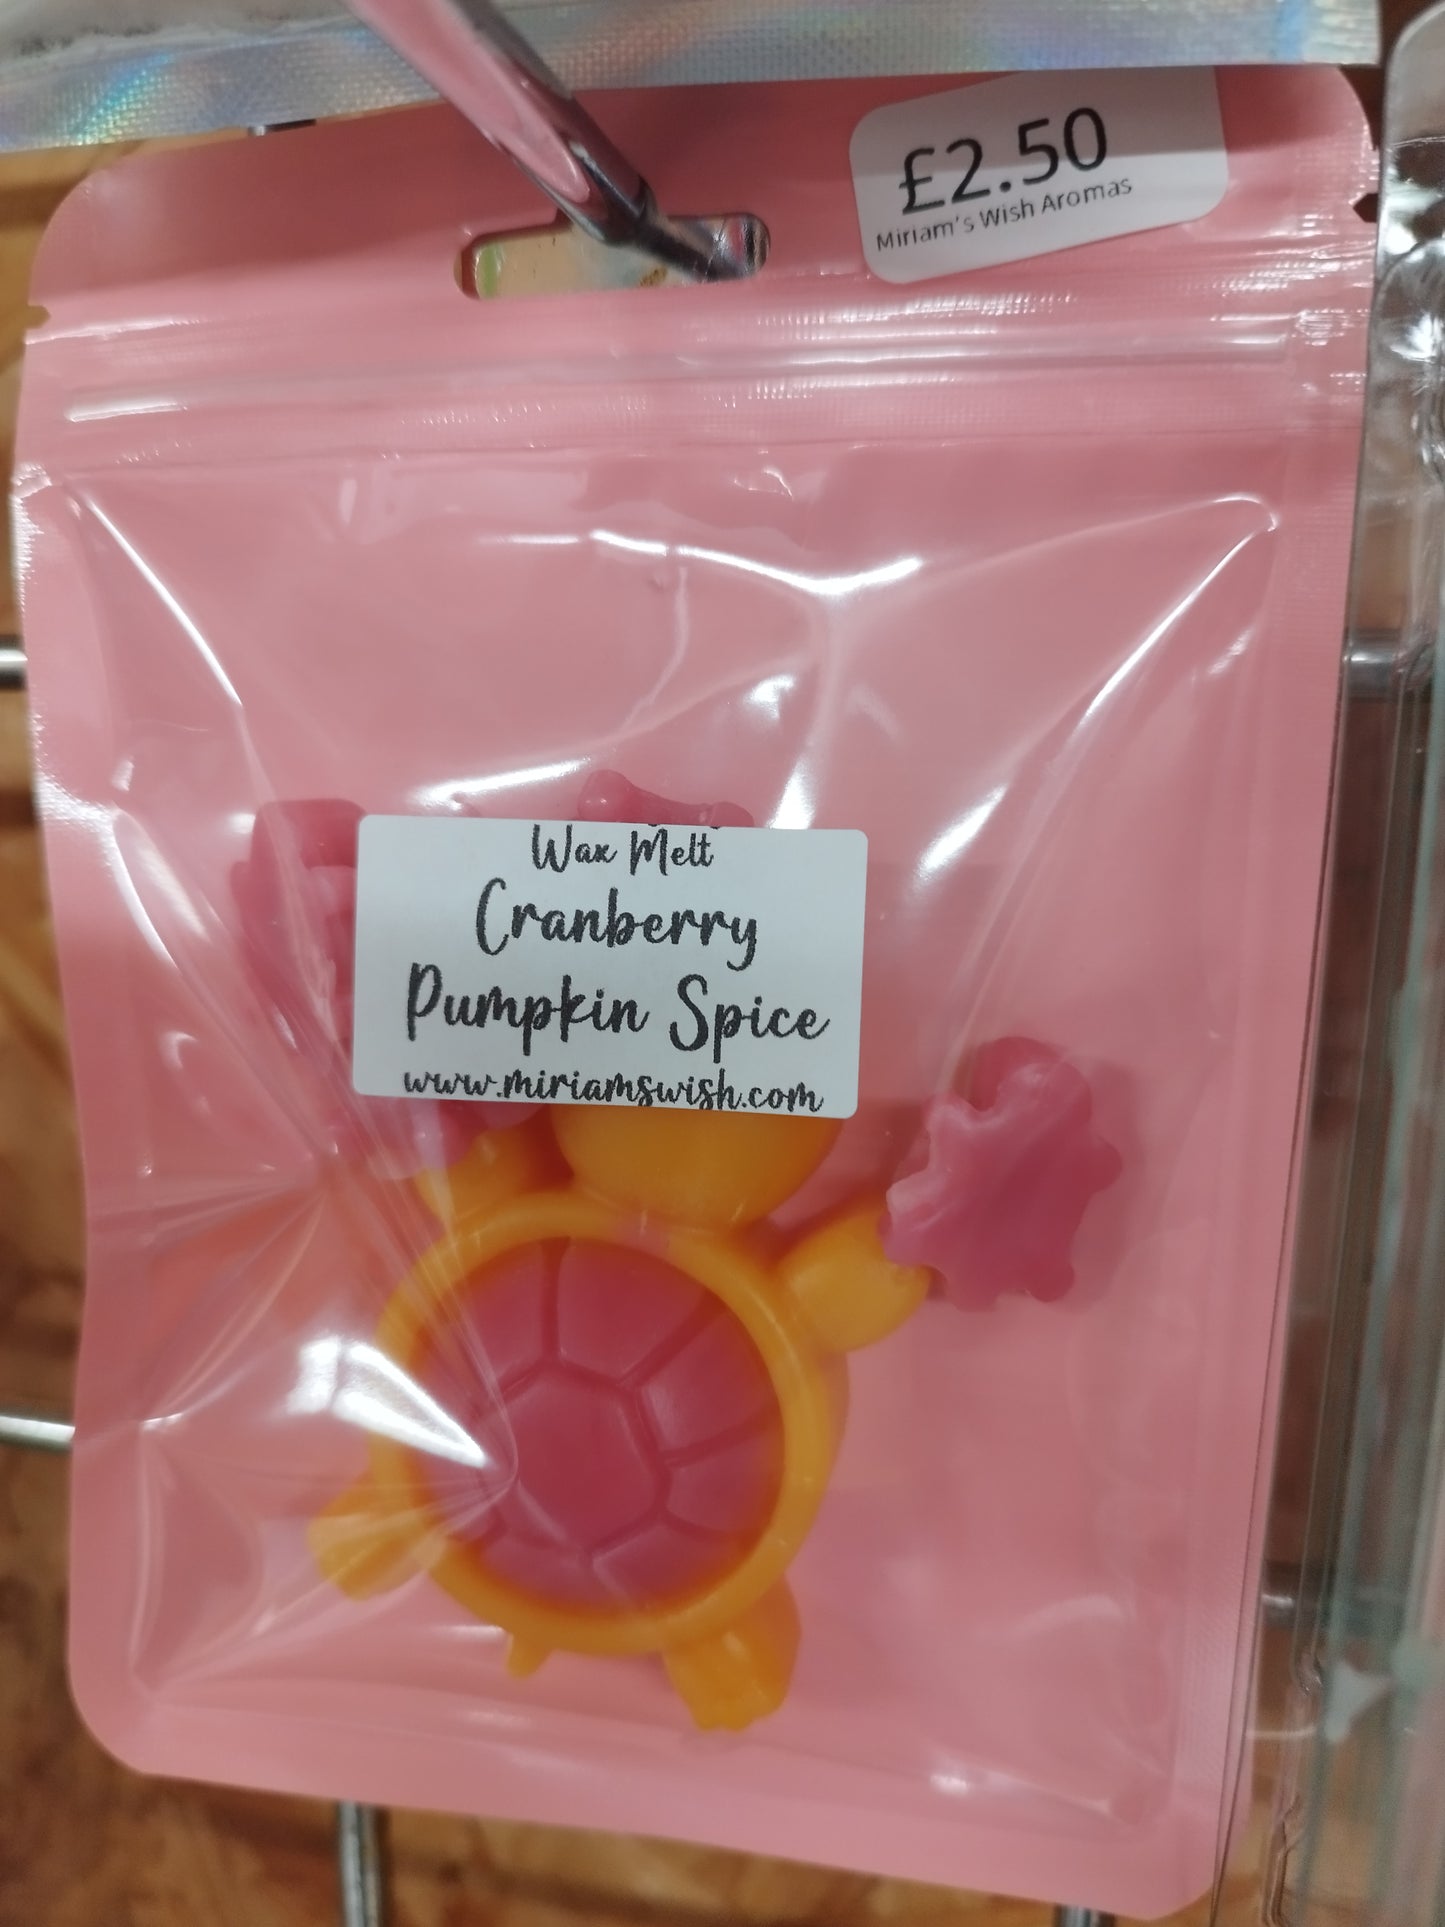 £2.50
Miriam's Wish Aromas
Wax Melt
Cranberry
Pumpkin Spice
www.miriamswish.com